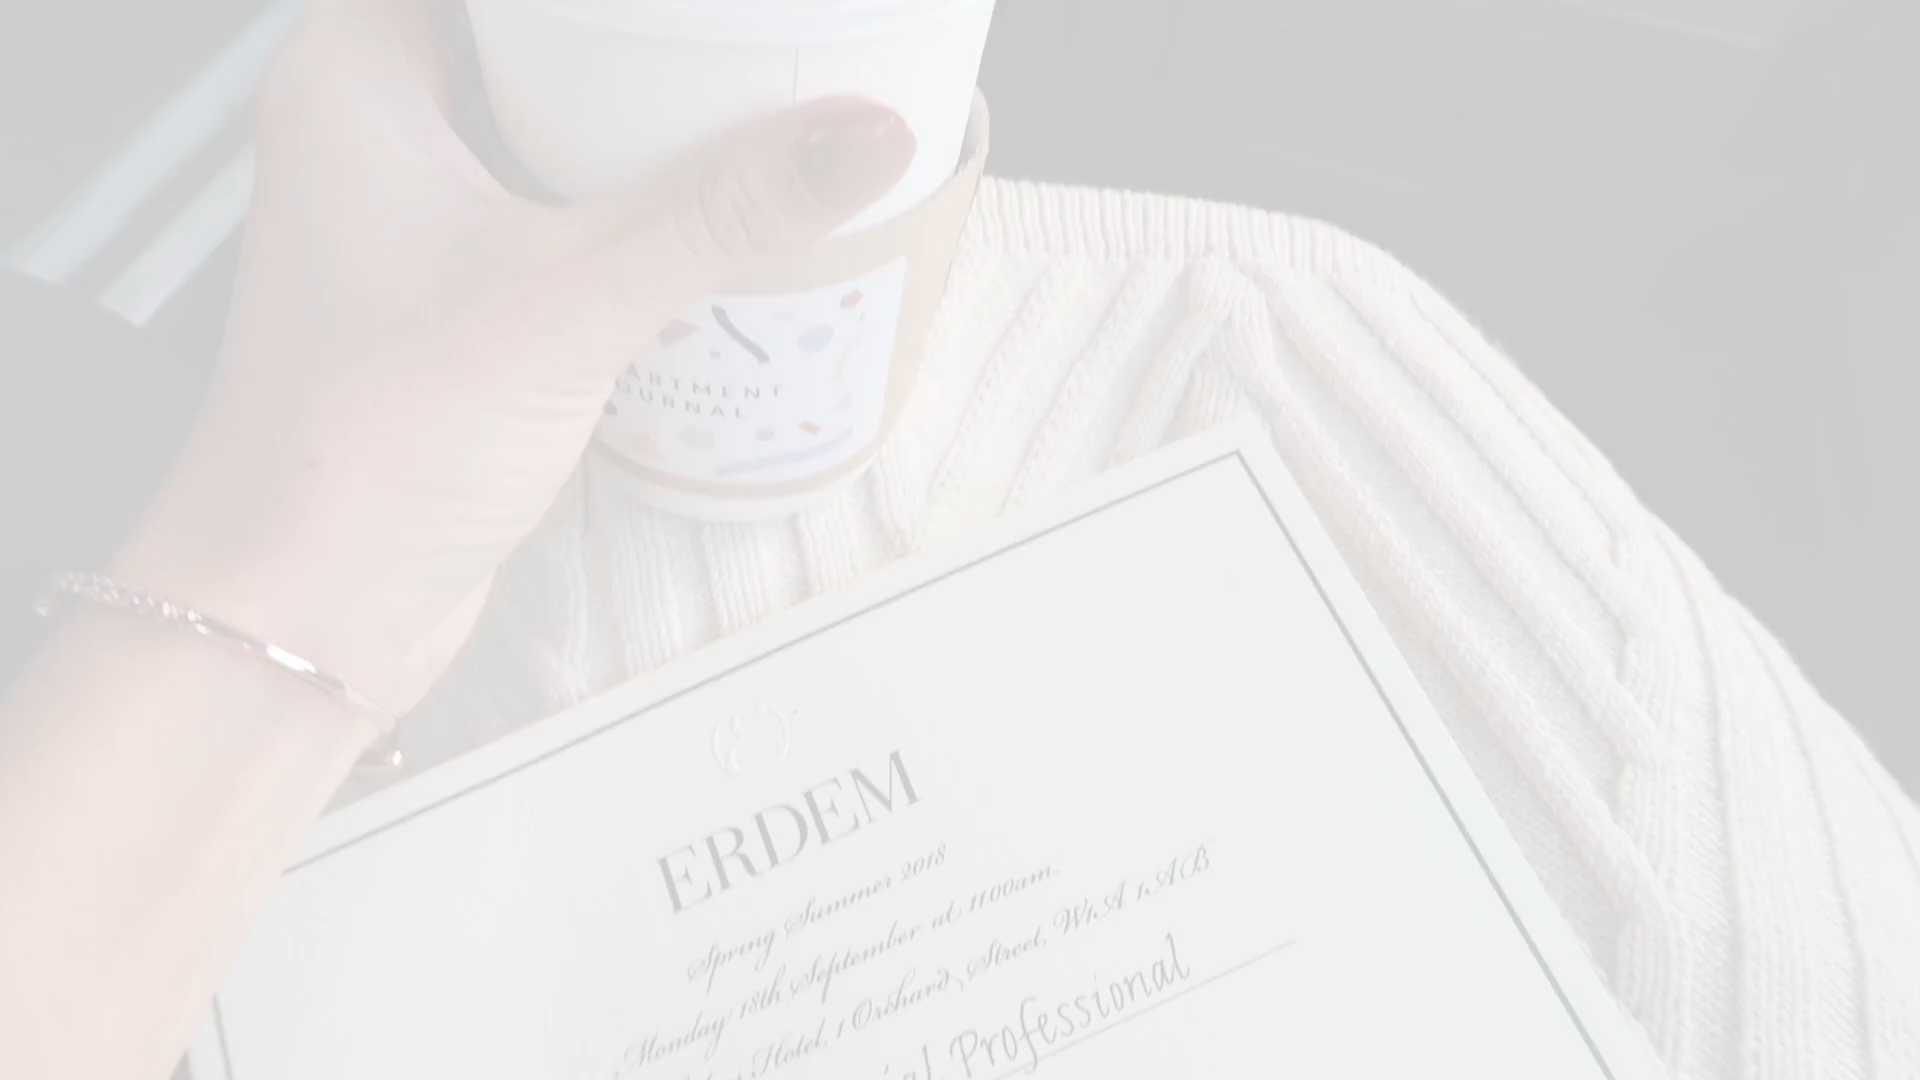 ARTMENT
OURNAL
E
ERDEM
Spring Summer 2018
Monday 18th September at 11.00am
Hotel, 1 Orchard Street, W1A 1AB
Professional